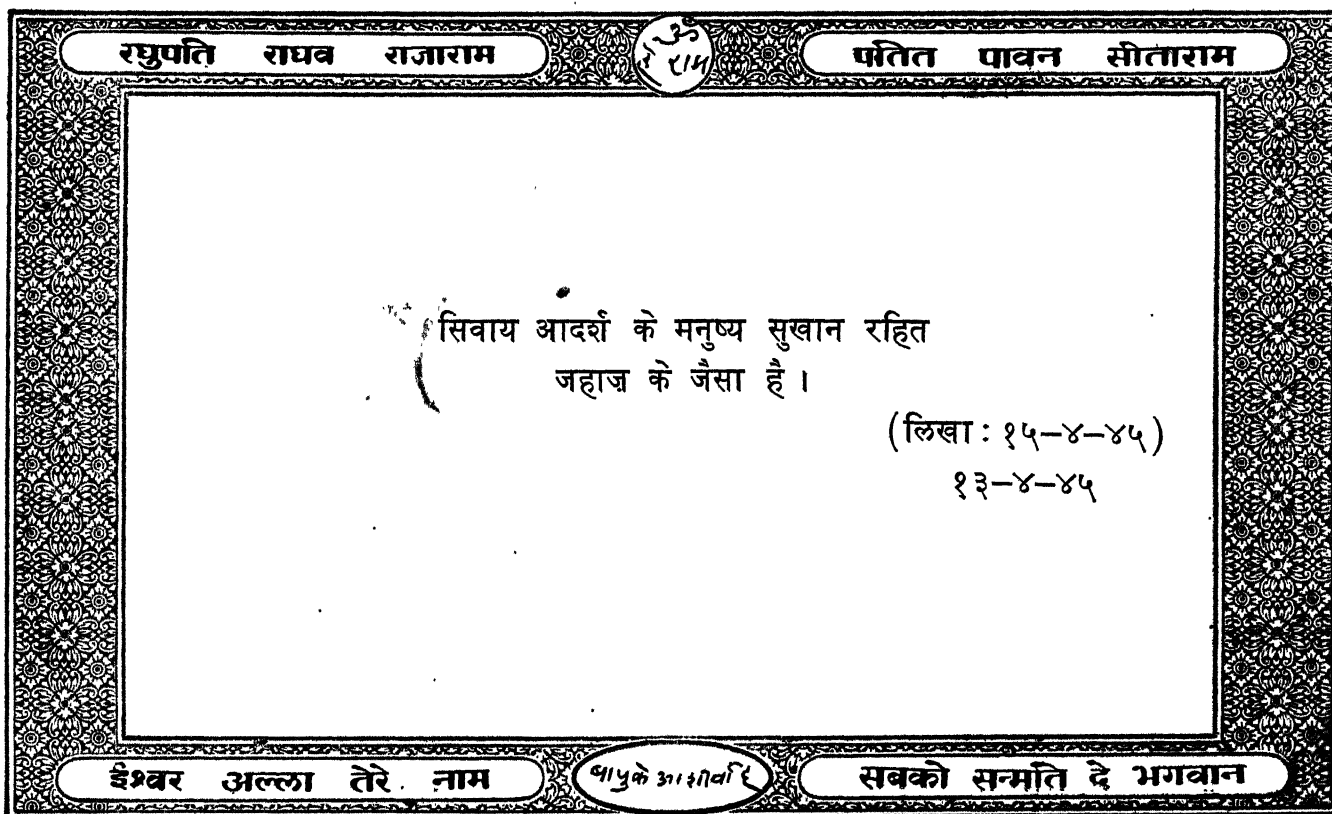 रघुपति राघव राजाराम
ॐ
राम
पतित पावन सीताराम
सिवाय आदर्श के मनुष्य सुखान रहित
जहाज़ के जैसा है ।
(लिखा : १५–४–४५)
१३–४–४५
ईश्वर अल्ला तेरे नाम
बापुके आशीर्वाद
सबको सन्मति दे भगवान